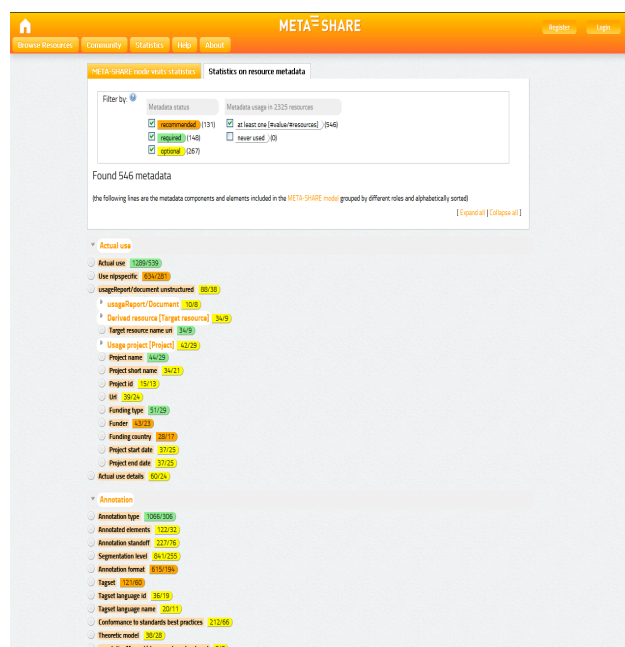 META SHARE
Register Login
Browse Resources Community Statistics Help About
META-SHARE node visits statistics Statistics on resource metadata
Filter by:
Metadata status Metadata usage in 2325 resources
recommended (131) at least one [#value/#resources] (546)
required (148) never used (0)
optional (267)
Found 546 metadata
(the following lines are the metadata components and elements included in the META-SHARE model grouped by different roles and alphabetically sorted)
[ Expand all | Collapse all ]
Actual use
Actual use 1289/539
Use nlpspecific 634/281
usageReport/document unstructured 88/38
usageReport/Document 10/8
Derived resource [Target resource] 34/9
Target resource name uri 34/9
Usage project [Project] 42/29
Project name 44/29
Project short name 34/21
Project id 15/13
Url 39/24
Funding type 51/29
Funder 43/23
Funding country 28/17
Project start date 37/25
Project end date 37/25
Actual use details 60/24
Annotation
Annotation type 1066/306
Annotated elements 122/32
Annotation standoff 227/76
Segmentation level 841/255
Annotation format 615/194
Tagset 121/60
Tagset language id 36/19
Tagset language name 20/11
Conformance to standards best practices 212/66
Theoretic model 38/28